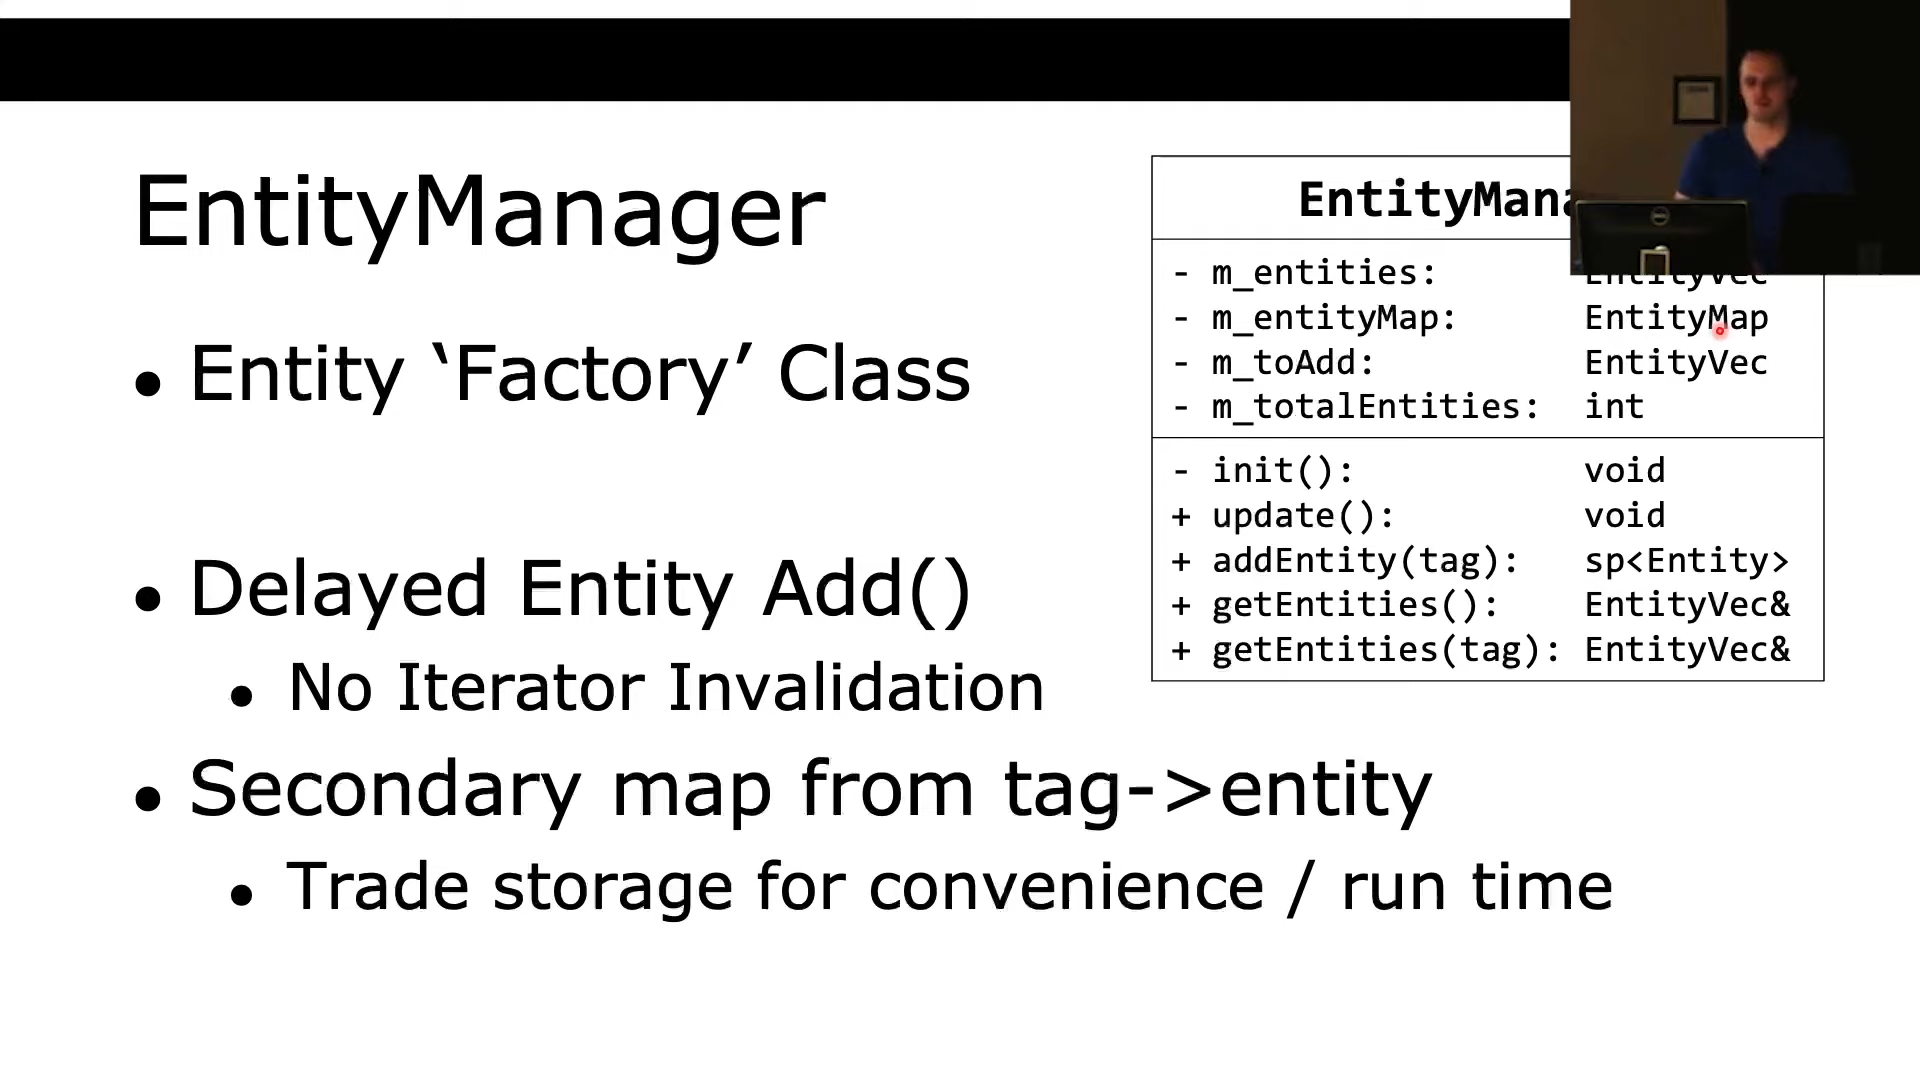 EntityManager
• Entity ‘Factory’ Class
• Delayed Entity Add()
• No Iterator Invalidation
• Secondary map from tag->entity
• Trade storage for convenience / run time
EntityMana
- m_entities: EntityVec
- m_entityMap: EntityMap
- m_toAdd: EntityVec
- m_totalEntities: int
- init(): void
+ update(): void
+ addEntity(tag): sp<Entity>
+ getEntities(): EntityVec&
+ getEntities(tag): EntityVec&